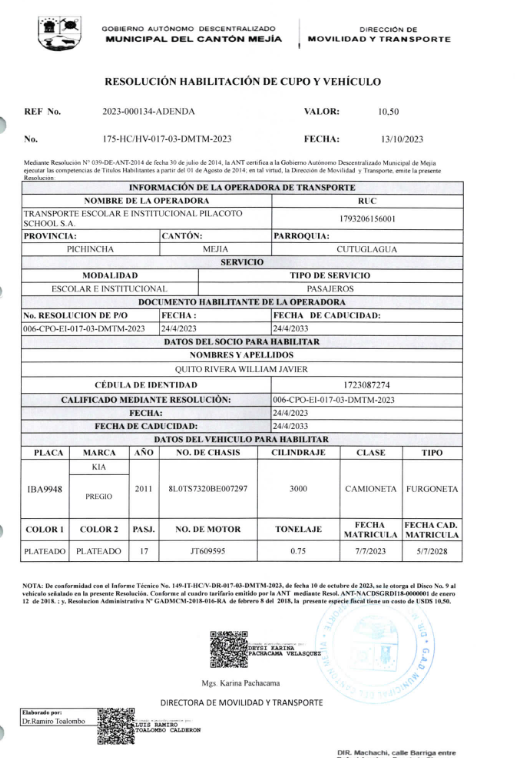 GOBIERNO AUTÓNOMO DESCENTRALIZADO
MUNICIPAL DEL CANTÓN MEJÍA
DIRECCIÓN DE
MOVILIDAD Y TRANSPORTE
RESOLUCIÓN HABILITACIÓN DE CUPO Y VEHÍCULO
REF No. 2023-000134-ADENDA VALOR: 10,50
No. 175-HC/HV-017-03-DMTM-2023 FECHA: 13/10/2023
Mediante Resolución N° 039-DE-ANT-2014 de fecha 30 de julio de 2014, la ANT certifica a la Gobierno Autónomo Descentralizado Municipal de Mejia
ejecutar las competencias de Títulos Habilitantes a partir del 01 de Agosto de 2014; en tal virtud, la Dirección de Movilidad y Transporte, emite la presente
Resolución
INFORMACIÓN DE LA OPERADORA DE TRANSPORTE
NOMBRE DE LA OPERADORA RUC
TRANSPORTE ESCOLAR E INSTITUCIONAL PILACOTO
SCHOOL S.A. 1793206156001
PROVINCIA: CANTÓN: PARROQUIA:
PICHINCHA MEJIA CUTUGLAGUA
SERVICIO
MODALIDAD TIPO DE SERVICIO
ESCOLAR E INSTITUCIONAL PASAJEROS
DOCUMENTO HABILITANTE DE LA OPERADORA
No. RESOLUCION DE P/O FECHA : FECHA DE CADUCIDAD:
006-CPO-EI-017-03-DMTM-2023 24/4/2023 24/4/2033
DATOS DEL SOCIO PARA HABILITAR
NOMBRES Y APELLIDOS
QUITO RIVERA WILLIAM JAVIER
CÉDULA DE IDENTIDAD 1723087274
CALIFICADO MEDIANTE RESOLUCIÒN: 006-CPO-EI-017-03-DMTM-2023
FECHA: 24/4/2023
FECHA DE CADUCIDAD: 24/4/2033
DATOS DEL VEHICULO PARA HABILITAR
PLACA MARCA AÑO NO. DE CHASIS CILINDRAJE CLASE TIPO
IBA9948 KIA PREGIO 2011 8L0TS7320BE007297 3000 CAMIONETA FURGONETA
COLOR 1 COLOR 2 PASJ. NO. DE MOTOR TONELAJE FECHA MATRICULA FECHA CAD. MATRICULA
PLATEADO PLATEADO 17 JT609595 0.75 7/7/2023 5/7/2028
NOTA: De conformidad con el Informe Técnico No. 149-IT-HC/V-DR-017-03-DMTM-2023, de fecha 10 de octubre de 2023, se le otorga el Disco No. 9 al
vehículo señalado en la presente Resolución. Conforme al cuadro tarifario emitido por la ANT mediante Resol. ANT-NACDSGRDI18-0000001 de enero
12 de 2018. ; y, Resolucion Administrativa N° GADMCM-2018-016-RA de febrero 8 del 2018, la presente especie fiscal tiene un costo de USD$ 10,50.
DEYSI KARINA
PACHACAMA VELASQUEZ
Mgs. Karina Pachacama
DIRECTORA DE MOVILIDAD Y TRANSPORTE
Elaborado por:
Dr.Ramiro Toalombo
LUIS RAMIRO
TOALOMBO CALDERON
DIR. Machachi, calle Barriga entre